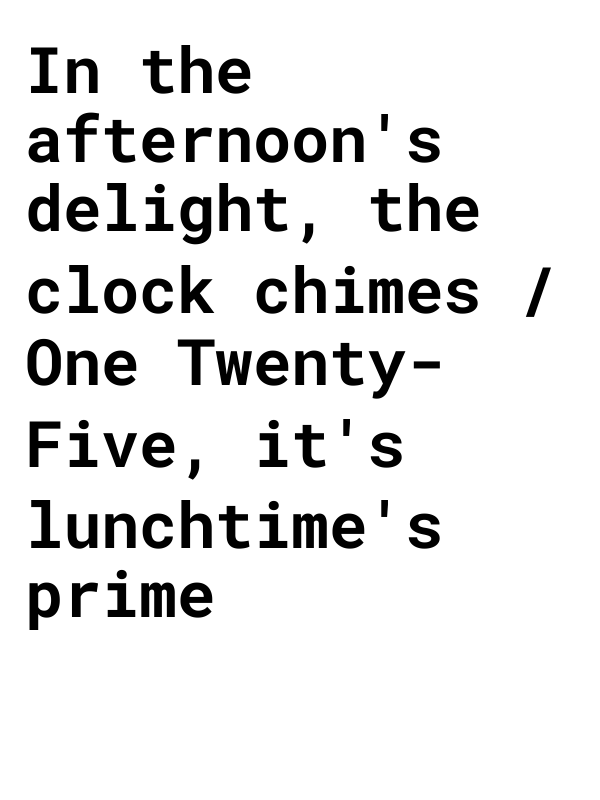 In the
afternoon's
delight, the
clock chimes /
One Twenty-
Five, it's
lunchtime's
prime